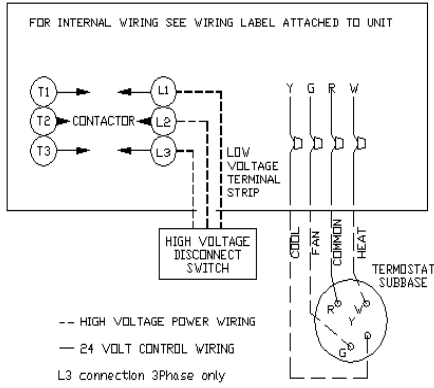 FOR INTERNAL WIRING SEE WIRING LABEL ATTACHED TO UNIT
Y G R W
T1 L1
T2 CONTACTOR L2
T3 L3
LOW
VOLTAGE
TERMINAL
STRIP
HIGH VOLTAGE
DISCONNECT
SWITCH
COOL
FAN
COMMON
HEAT
TERMOSTAT
SUBBASE
R W
Y
G
-- HIGH VOLTAGE POWER WIRING
— 24 VOLT CONTROL WIRING
L3 connection 3Phase only